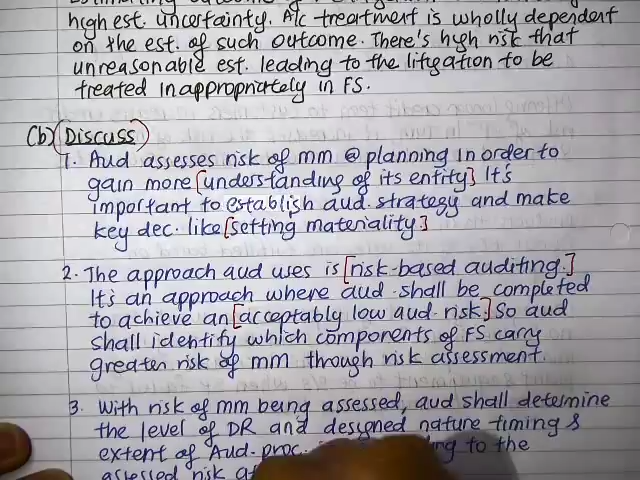 high est. uncertainty. A/c treatment is wholly dependent
on the est. of such outcome. There's high risk that
unreasonable est. leading to the litigation to be
treated inappropriately in FS.
(b) (Discuss)
1. Aud assesses risk of mm @ planning in order to
gain more [understanding of its entity] It's
important to establish aud. strategy and make
key dec. like [setting materiality.]
2. The approach aud uses is [risk-based auditing.]
It's an approach where aud shall be completed
to achieve an [acceptably low aud risk.] So aud
shall identify which components of FS carry
greater risk of mm through risk assessment.
3. With risk of mm being assessed, aud shall determine
the level of DR and designed nature timing &
extent of Aud-proc. to the
assessed risk